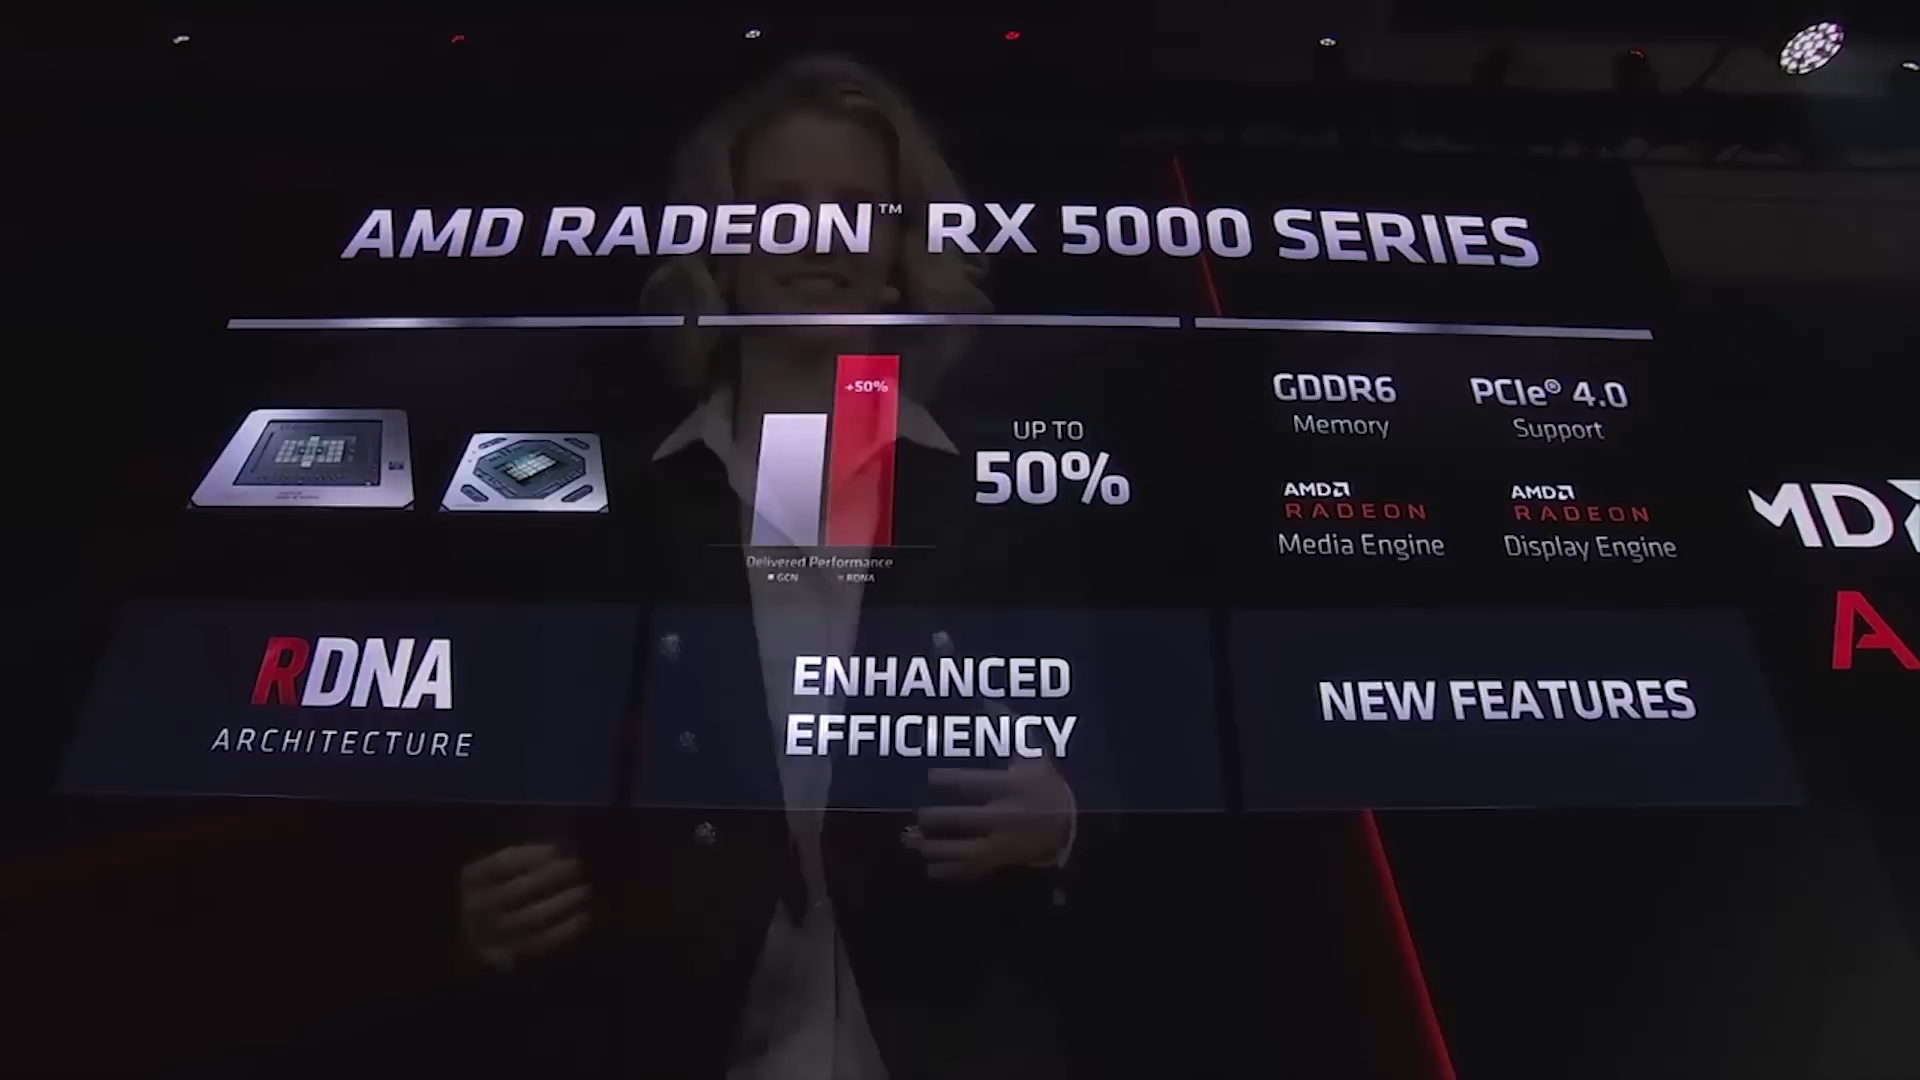 AMD RADEON™ RX 5000 SERIES
+50%
UP TO
50%
Delivered Performance
GCN RDNA
GDDR6
Memory
PCIe® 4.0
Support
AMD
RADEON
Media Engine
AMD
RADEON
Display Engine
RDNA
ARCHITECTURE
ENHANCED
EFFICIENCY
NEW FEATURES
MD
A